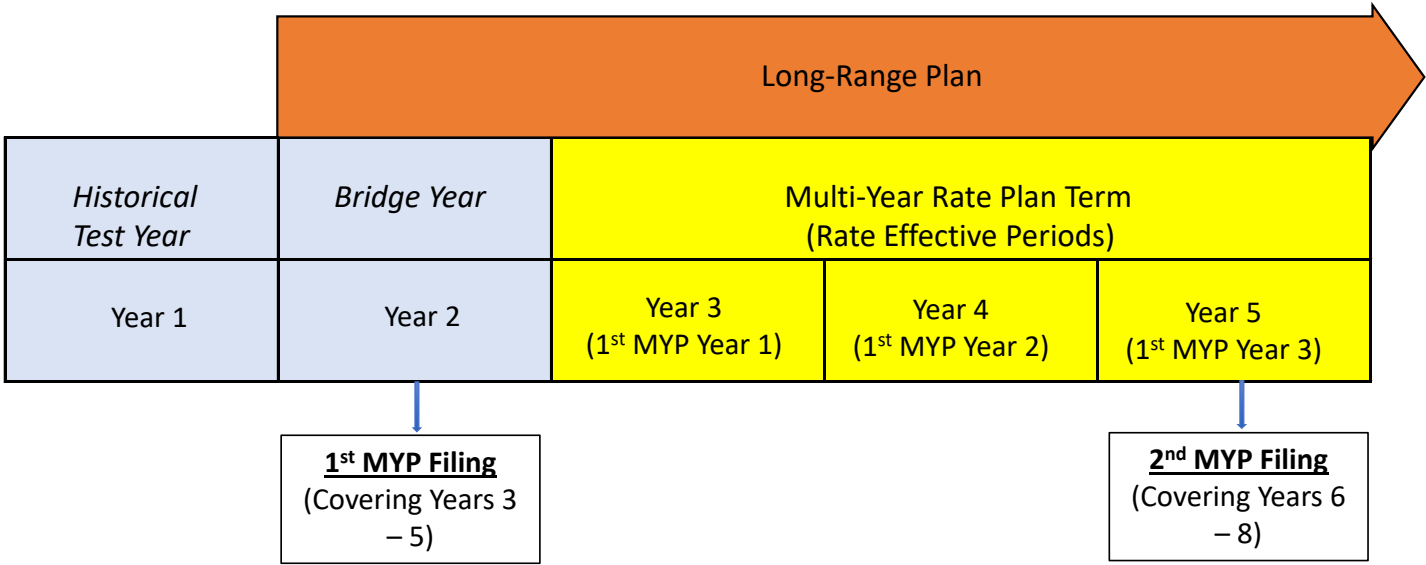 Long-Range Plan
Historical
Test Year
Bridge Year
Multi-Year Rate Plan Term
(Rate Effective Periods)
Year 1
Year 2
Year 3
(1st MYP Year 1)
Year 4
(1st MYP Year 2)
Year 5
(1st MYP Year 3)
1st MYP Filing
(Covering Years 3
– 5)
2nd MYP Filing
(Covering Years 6
– 8)